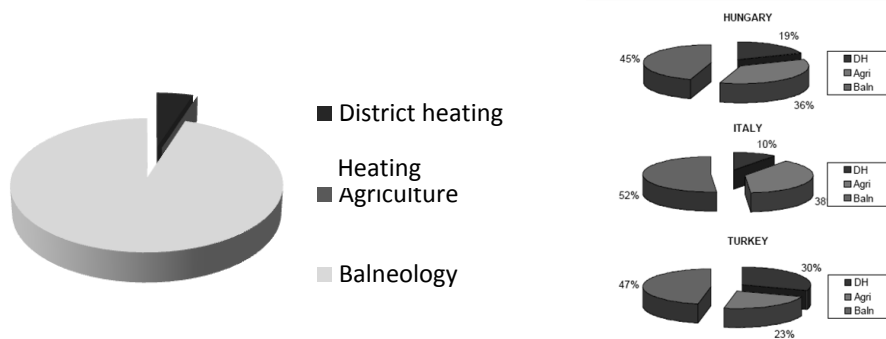 District heating
Heating
Agriculture
Balneology
HUNGARY
19%
45%
36%
DH
Agri
Baln
ITALY
10%
52%
38
DH
Agri
Baln
TURKEY
30%
47%
23%
DH
Agri
Baln